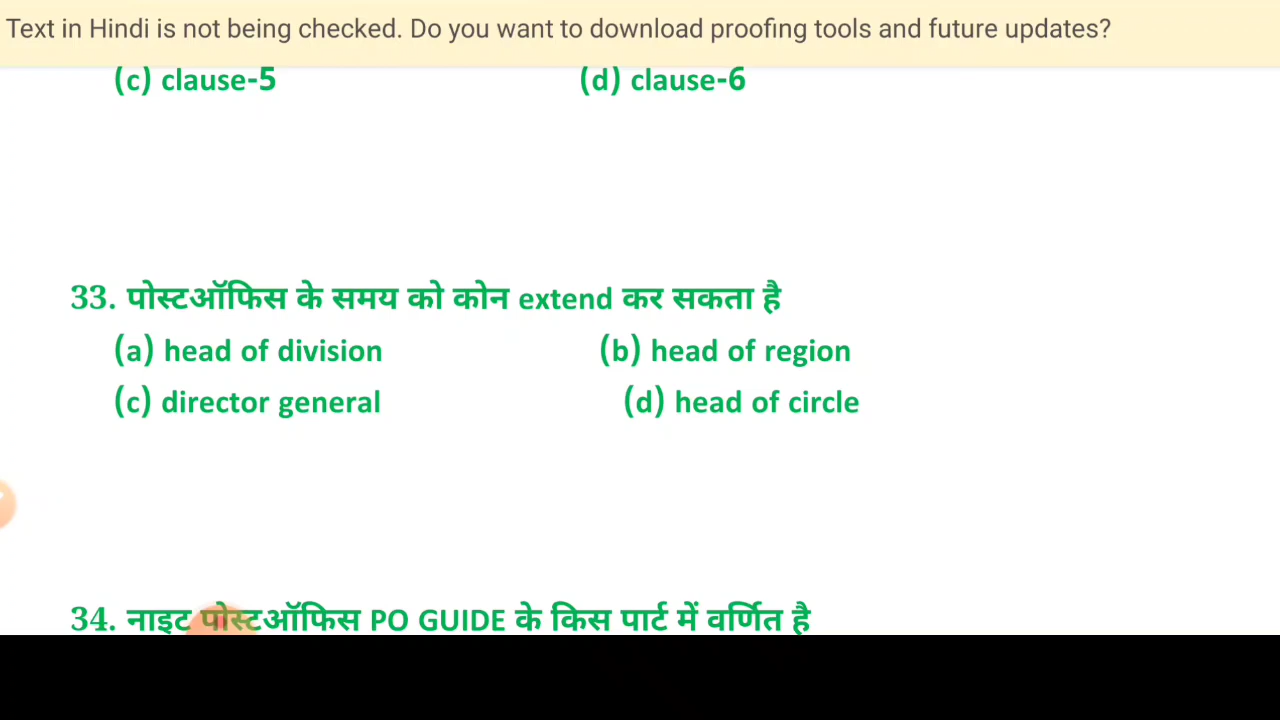 Text in Hindi is not being checked. Do you want to download proofing tools and future updates?
(c) clause-5 (d) clause-6
33. पोस्टऑफिस के समय को कोन extend कर सकता है
(a) head of division (b) head of region
(c) director general (d) head of circle
34. नाइट पोस्टऑफिस PO GUIDE के किस पार्ट में वर्णित है